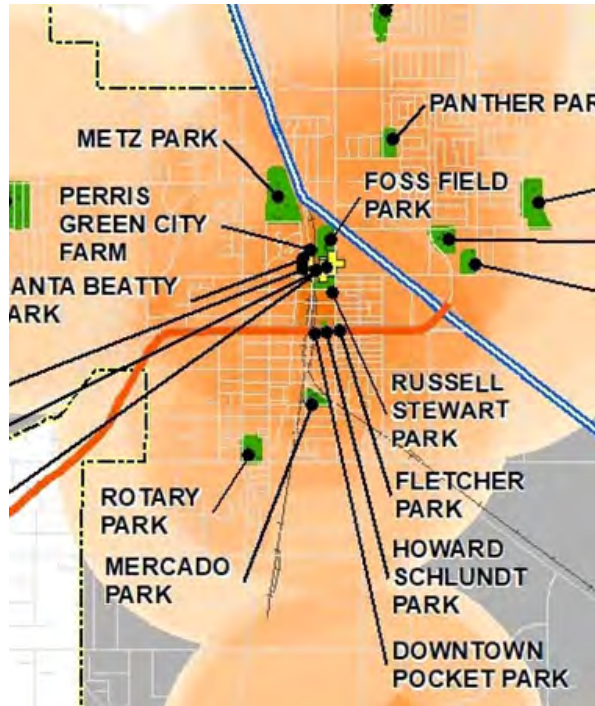 PANTHER PAR
METZ PARK
FOSS FIELD
PARK
PERRIS
GREEN CITY
FARM
ANTA BEATTY
ARK
RUSSELL
STEWART
PARK
FLETCHER
PARK
ROTARY
PARK
HOWARD
SCHLUNDT
PARK
MERCADO
PARK
DOWNTOWN
POCKET PARK